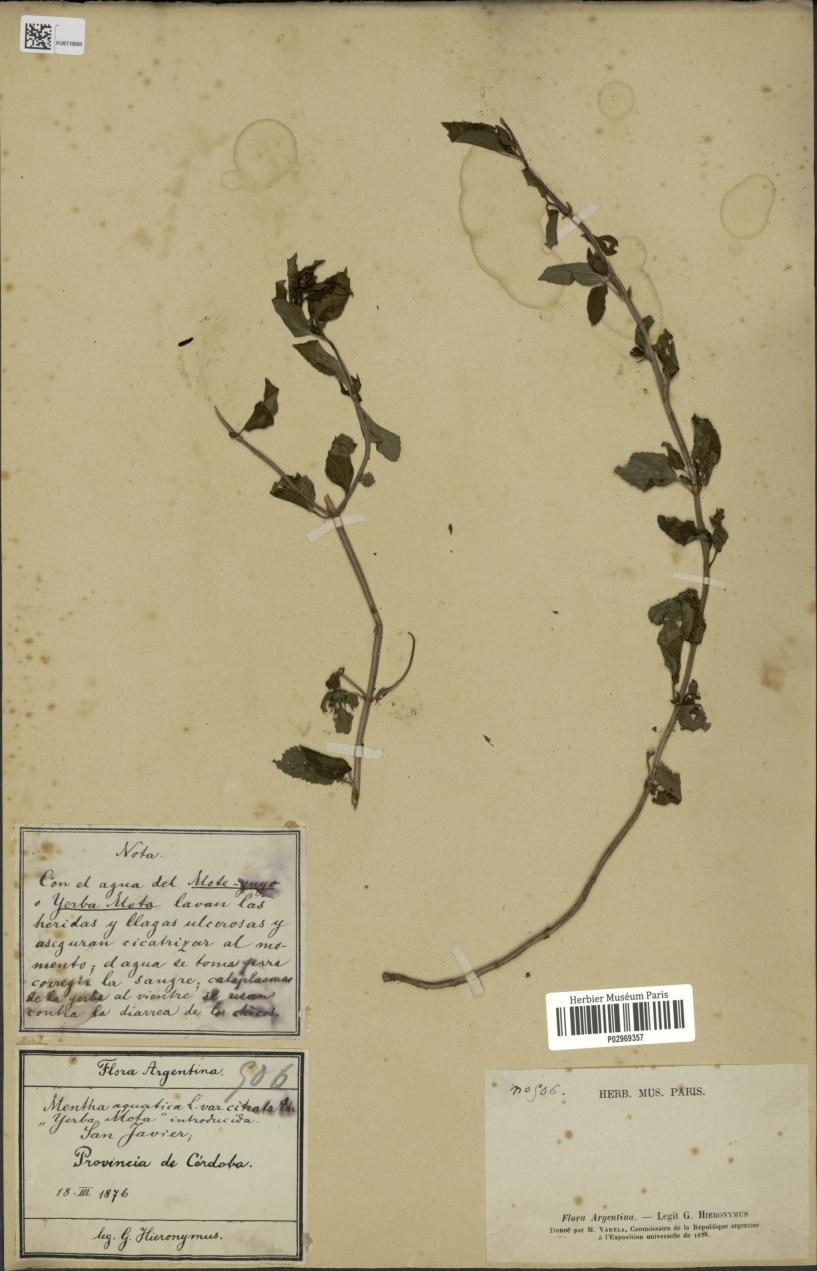 Nota.
Con el agua del Mote-yuyo
o Yerba Mota lavan las
heridas y llagas ulcerosas y
aseguran cicatrizar al mo-
mento; el agua se toma para
corregir la sangre; cataplasmas
de la yerba al vientre se usan
contra la diarrea de los chicos.
Flora Argentina.
506
Mentha aquatica L. var. citrata
„Yerba Mota" introducida.
San Javier;
Provincia de Córdoba.
18. III 1876
leg. G. Hieronymus.
Herbier Muséum Paris
P02969357
nº 506.
HERB. MUS. PARIS.
Flora Argentina. — Legit G. HIERONYMUS
Donné par M. VARELA, Commissaire de la République argentine
à l'Exposition universelle de 1878.